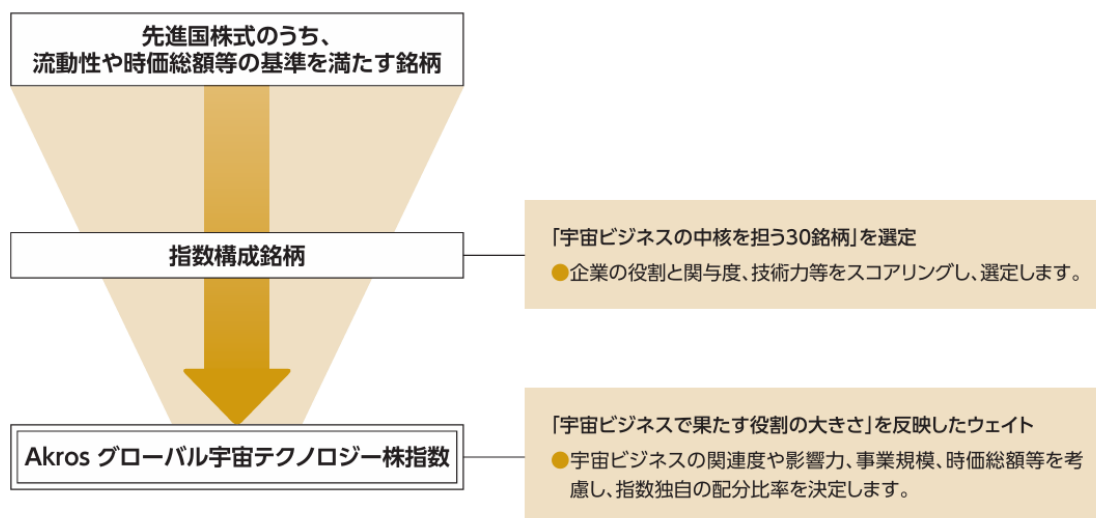 先進国株式のうち、
流動性や時価総額等の基準を満たす銘柄
指数構成銘柄
「宇宙ビジネスの中核を担う30銘柄」を選定
●企業の役割と関与度、技術力等をスコアリングし、選定します。
Akros グローバル宇宙テクノロジー株指数
「宇宙ビジネスで果たす役割の大きさ」を反映したウェイト
●宇宙ビジネスの関連度や影響力、事業規模、時価総額等を考
慮し、指数独自の配分比率を決定します。